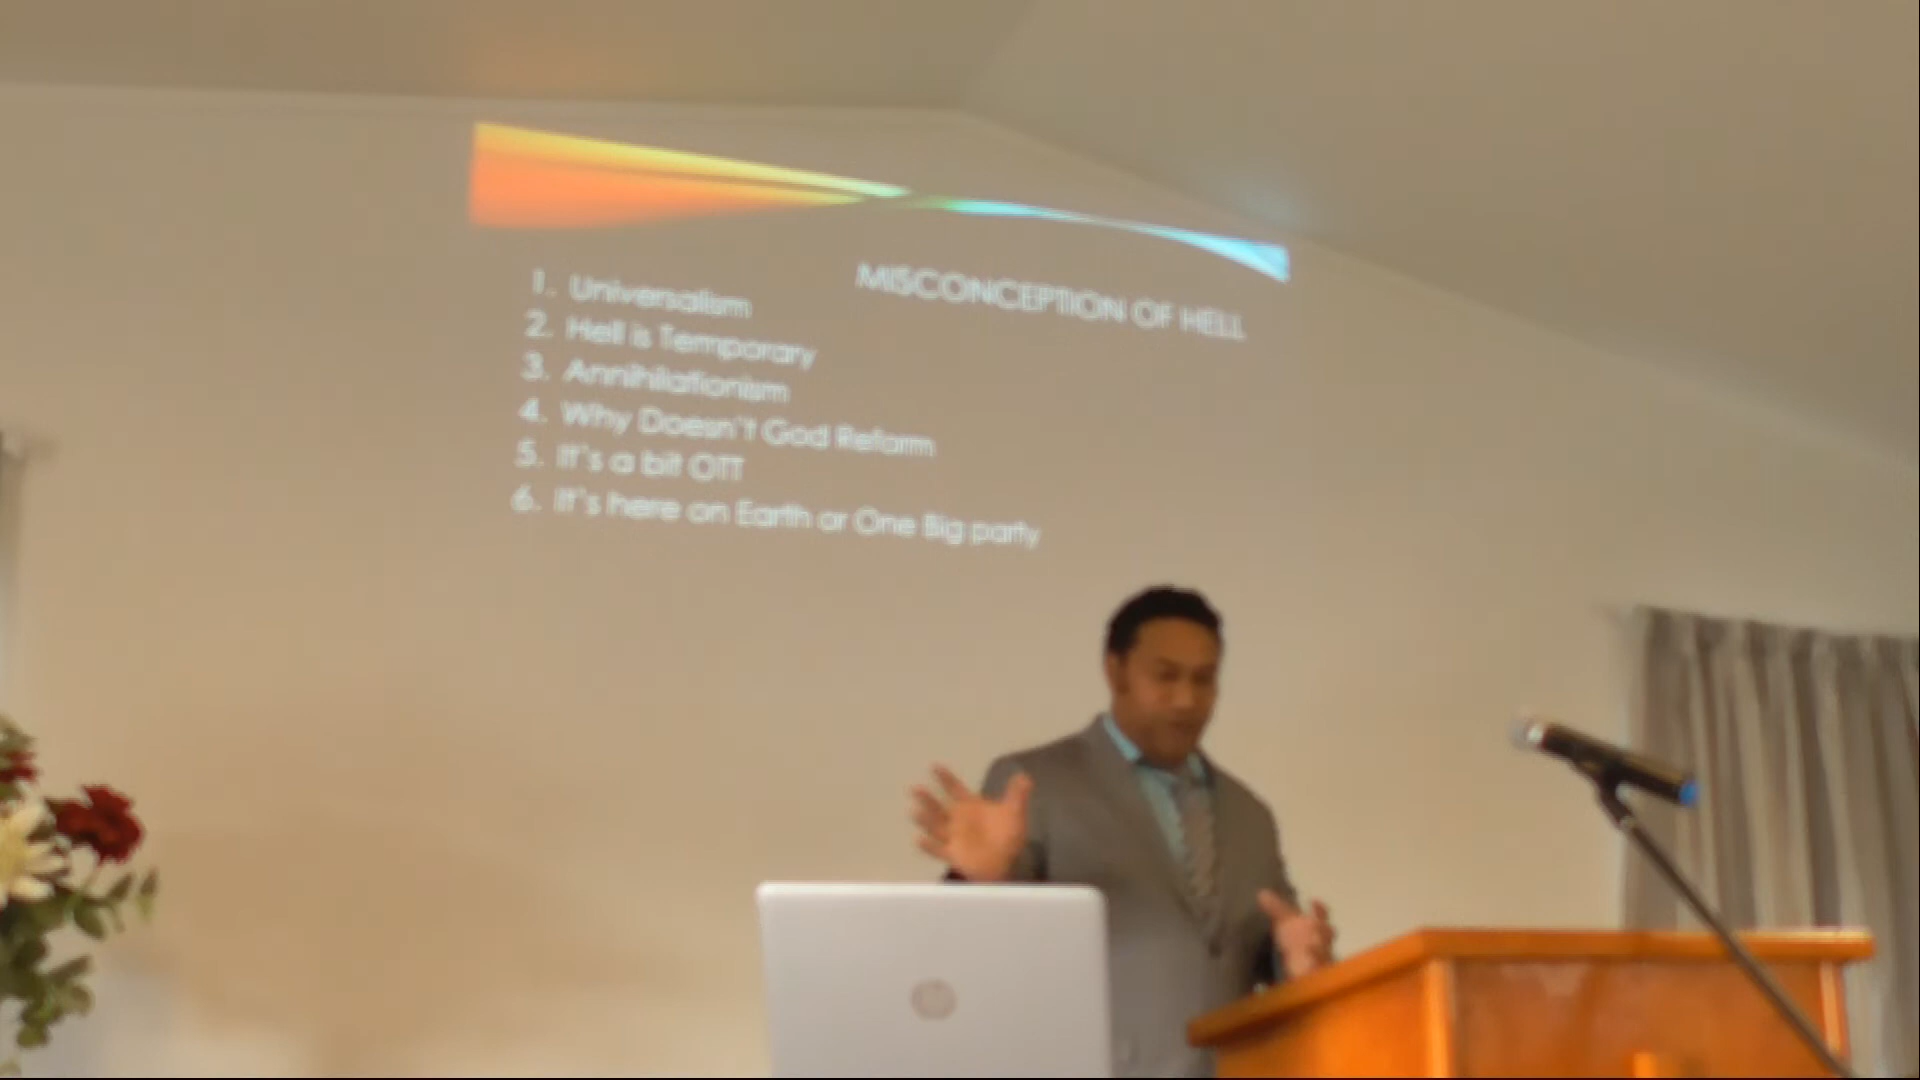 MISCONCEPTION OF HELL
1. Universalism
2. Hell is Temporary
3. Annihilationism
4. Why Doesn't God Reform
5. It's a bit OTT
6. It's here on Earth or One Big party